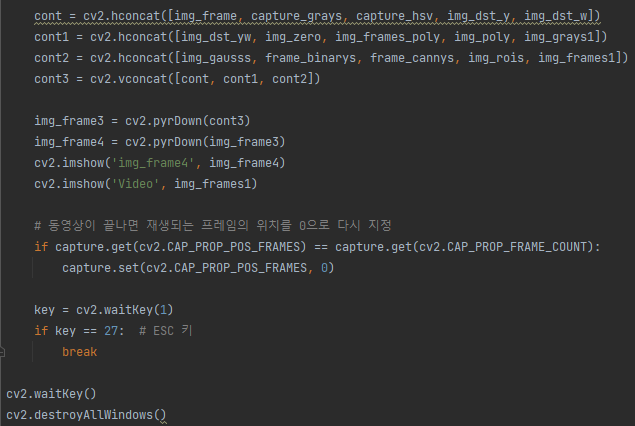 cont = cv2.hconcat([img_frame, capture_grays, capture_hsv, img_dst_y, img_dst_w])
cont1 = cv2.hconcat([img_dst_yw, img_zero, img_frames_poly, img_poly, img_grays1])
cont2 = cv2.hconcat([img_gausss, frame_binarys, frame_cannys, img_rois, img_frames1])
cont3 = cv2.vconcat([cont, cont1, cont2])
img_frame3 = cv2.pyrDown(cont3)
img_frame4 = cv2.pyrDown(img_frame3)
cv2.imshow('img_frame4', img_frame4)
cv2.imshow('Video', img_frames1)
# 동영상이 끝나면 재생되는 프레임의 위치를 0으로 다시 지정
if capture.get(cv2.CAP_PROP_POS_FRAMES) == capture.get(cv2.CAP_PROP_FRAME_COUNT):
capture.set(cv2.CAP_PROP_POS_FRAMES, 0)
key = cv2.waitKey(1)
if key == 27:  # ESC 키
break
cv2.waitKey()
cv2.destroyAllWindows()